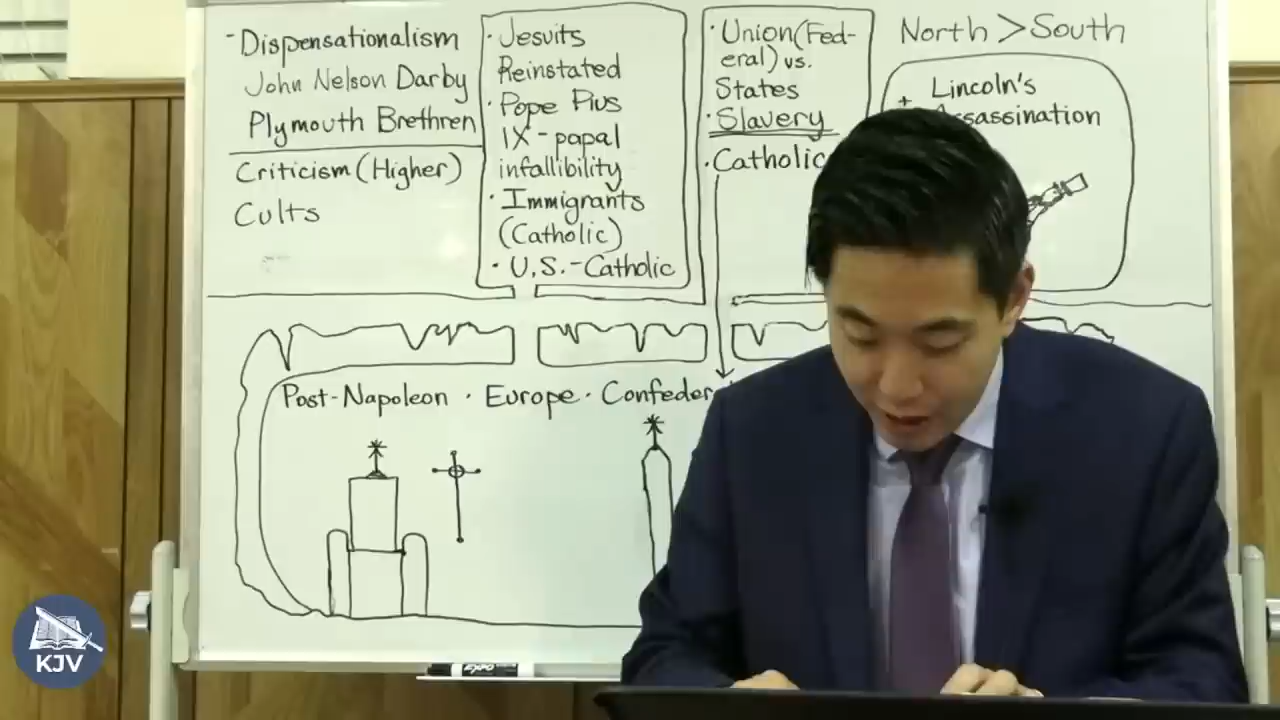 - Dispensationalism
John Nelson Darby
Plymouth Brethren
Criticism (Higher)
Cults
· Jesuits
Reinstated
· Pope Pius
IX - papal
infallibility
· Immigrants
(Catholic)
· U.S. - Catholic
· Union (Fed-
eral) vs.
States
· Slavery
· Catholic
North > South
Lincoln's
Assassination
Post-Napoleon · Europe · Confeder
EXPO
KJV